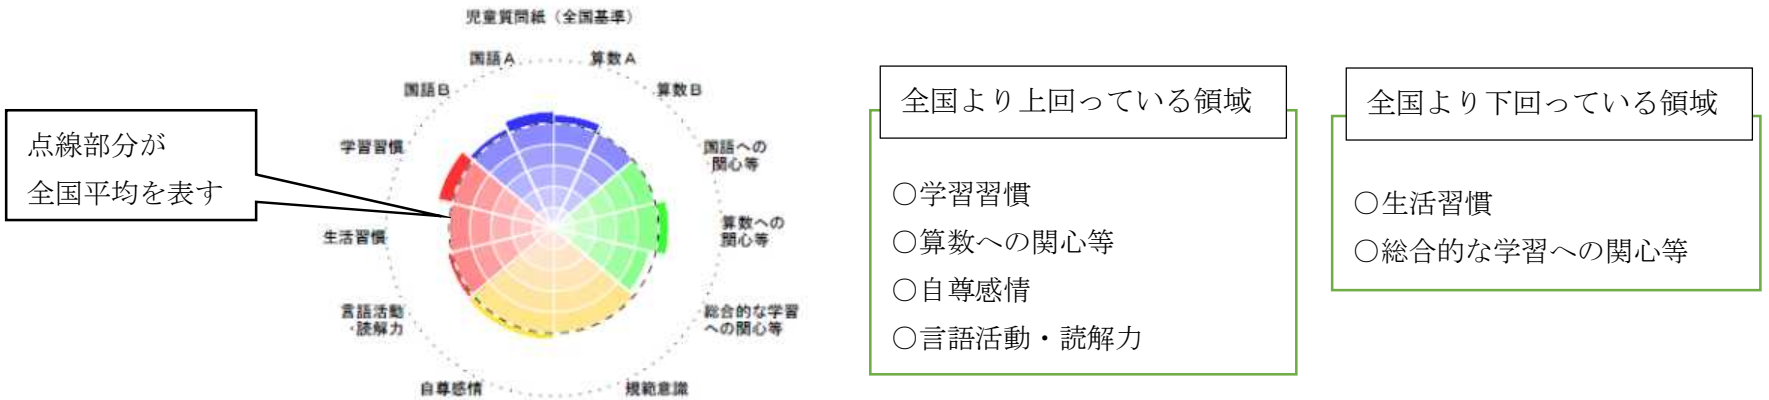 児童質問紙（全国基準）
国語A
算数A
国語B
算数B
学習習慣
国語への
関心等
生活習慣
算数への
関心等
言語活動
・読解力
総合的な学習
への関心等
自尊感情
規範意識
点線部分が
全国平均を表す
全国より上回っている領域
○学習習慣
○算数への関心等
○自尊感情
○言語活動・読解力
全国より下回っている領域
○生活習慣
○総合的な学習への関心等